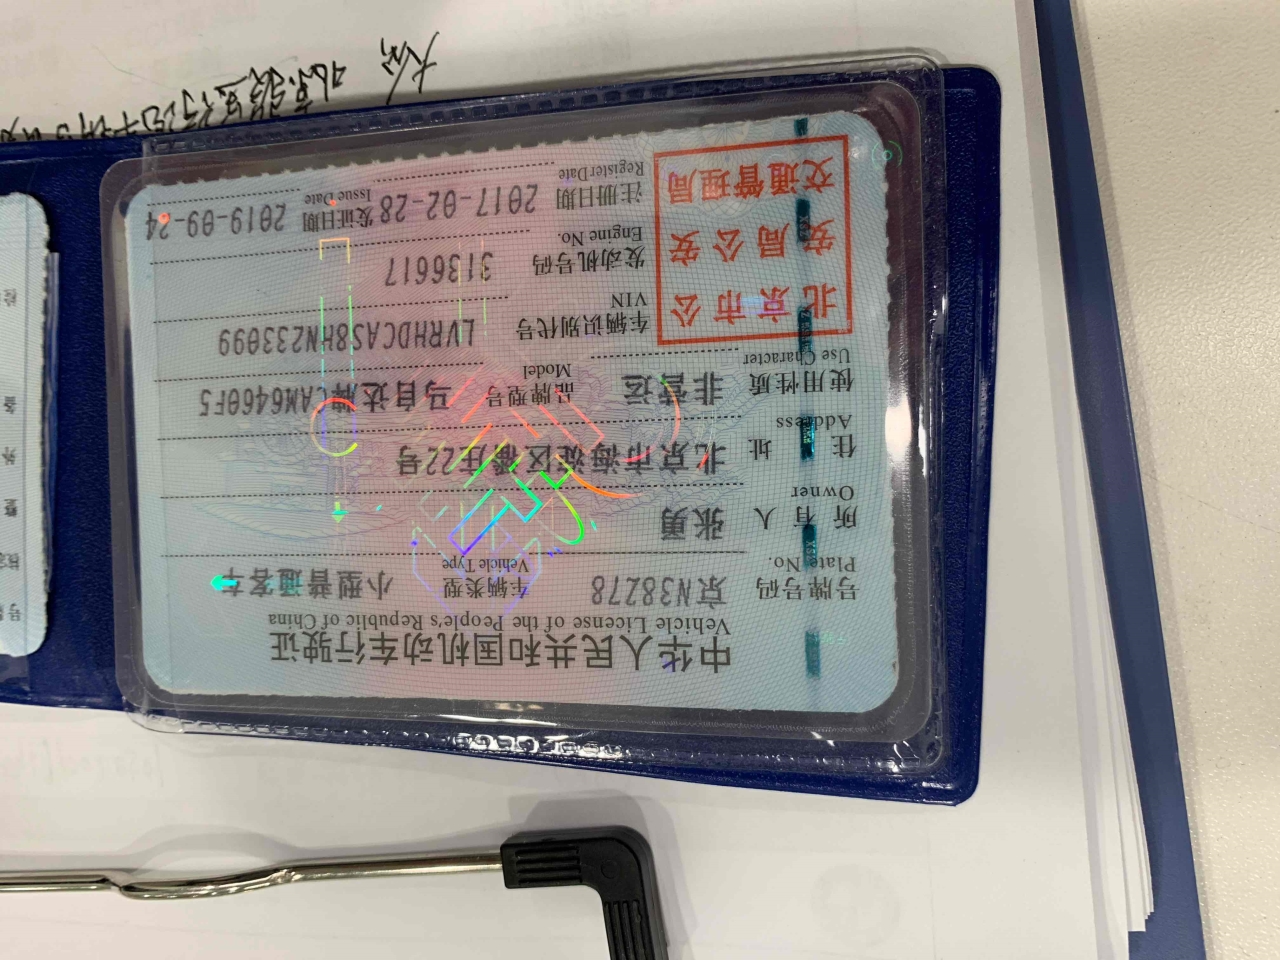 中华人民共和国机动车行驶证
Vehicle License of the People's Republic of China
号牌号码 京N38Z78 车辆类型 小型普通客车
Plate No. Vehicle Type
所有人 张勇
Owner
住址 北京市海淀区榆庄22号
Address
使用性质 非营运 品牌型号 马自达牌CAM6460F5
Use Character Model
北京市公
安局公安
交通管理局
车辆识别代号 LVRHDCAS8HN233099
VIN
发动机号码 3136617
Engine No.
注册日期 2017-02-28 发证日期 2019-09-24
Register Date Issue Date